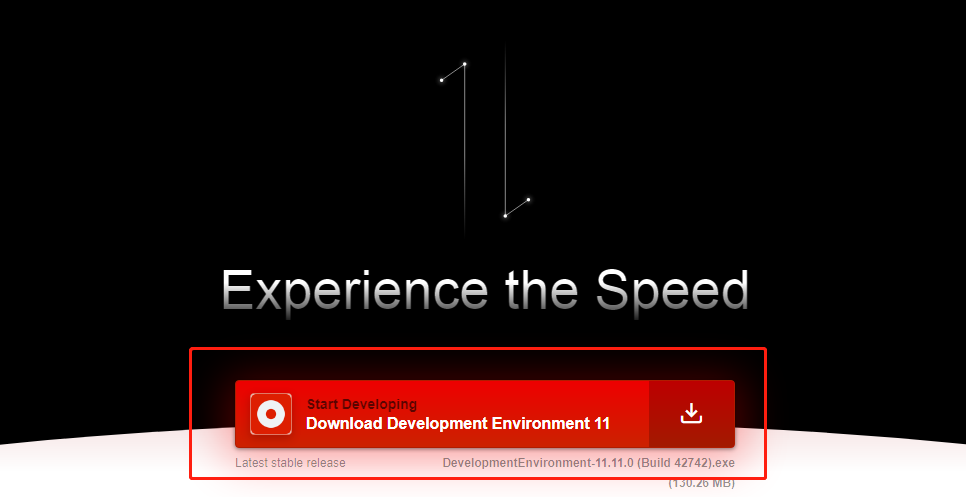 Experience the Speed
Start Developing
Download Development Environment 11
Latest stable release
DevelopmentEnvironment-11.11.0 (Build 42742).exe
(130.26 MB)